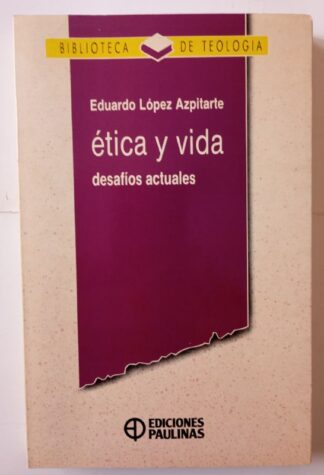 BIBLIOTECA DE TEOLOGIA
Eduardo López Azpitarte
ética y vida
desafíos actuales
EDICIONES
PAULINAS